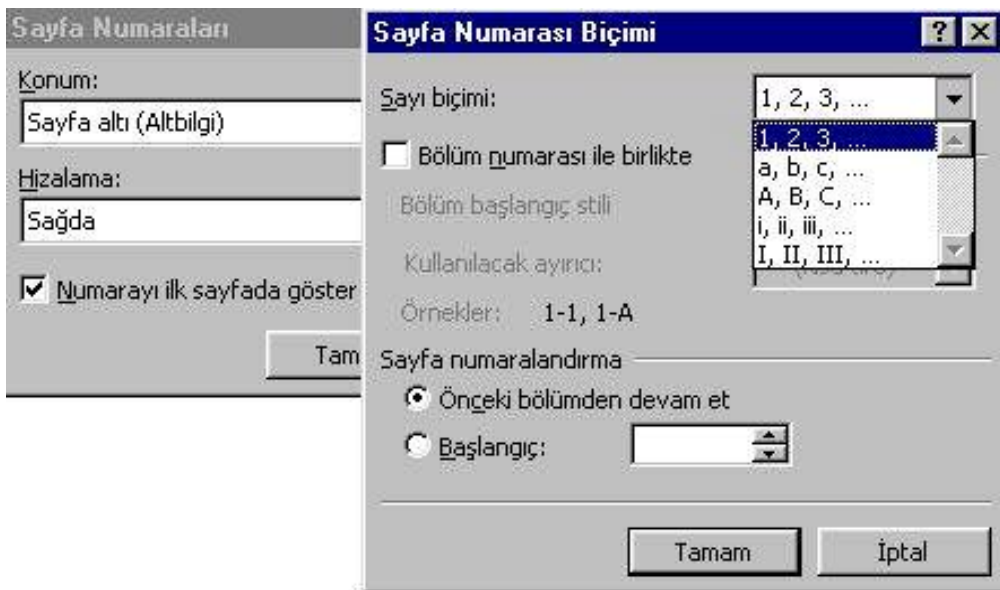 Sayfa Numaraları
Konum:
Sayfa altı (Altbilgi)
Hizalama:
Sağda
Numarayı ilk sayfada göster
Tam
Sayfa Numarası Biçimi
Sayı biçimi: 1, 2, 3, ...
1, 2, 3, ...
a, b, c, ...
A, B, C, ...
i, ii, iii, ...
I, II, III, ...
Bölüm numarası ile birlikte
Bölüm başlangıç stili
Kullanılacak ayırıcı:
Örnekler: 1-1, 1-A
Sayfa numaralandırma
Önceki bölümden devam et
Başlangıç:
Tamam İptal